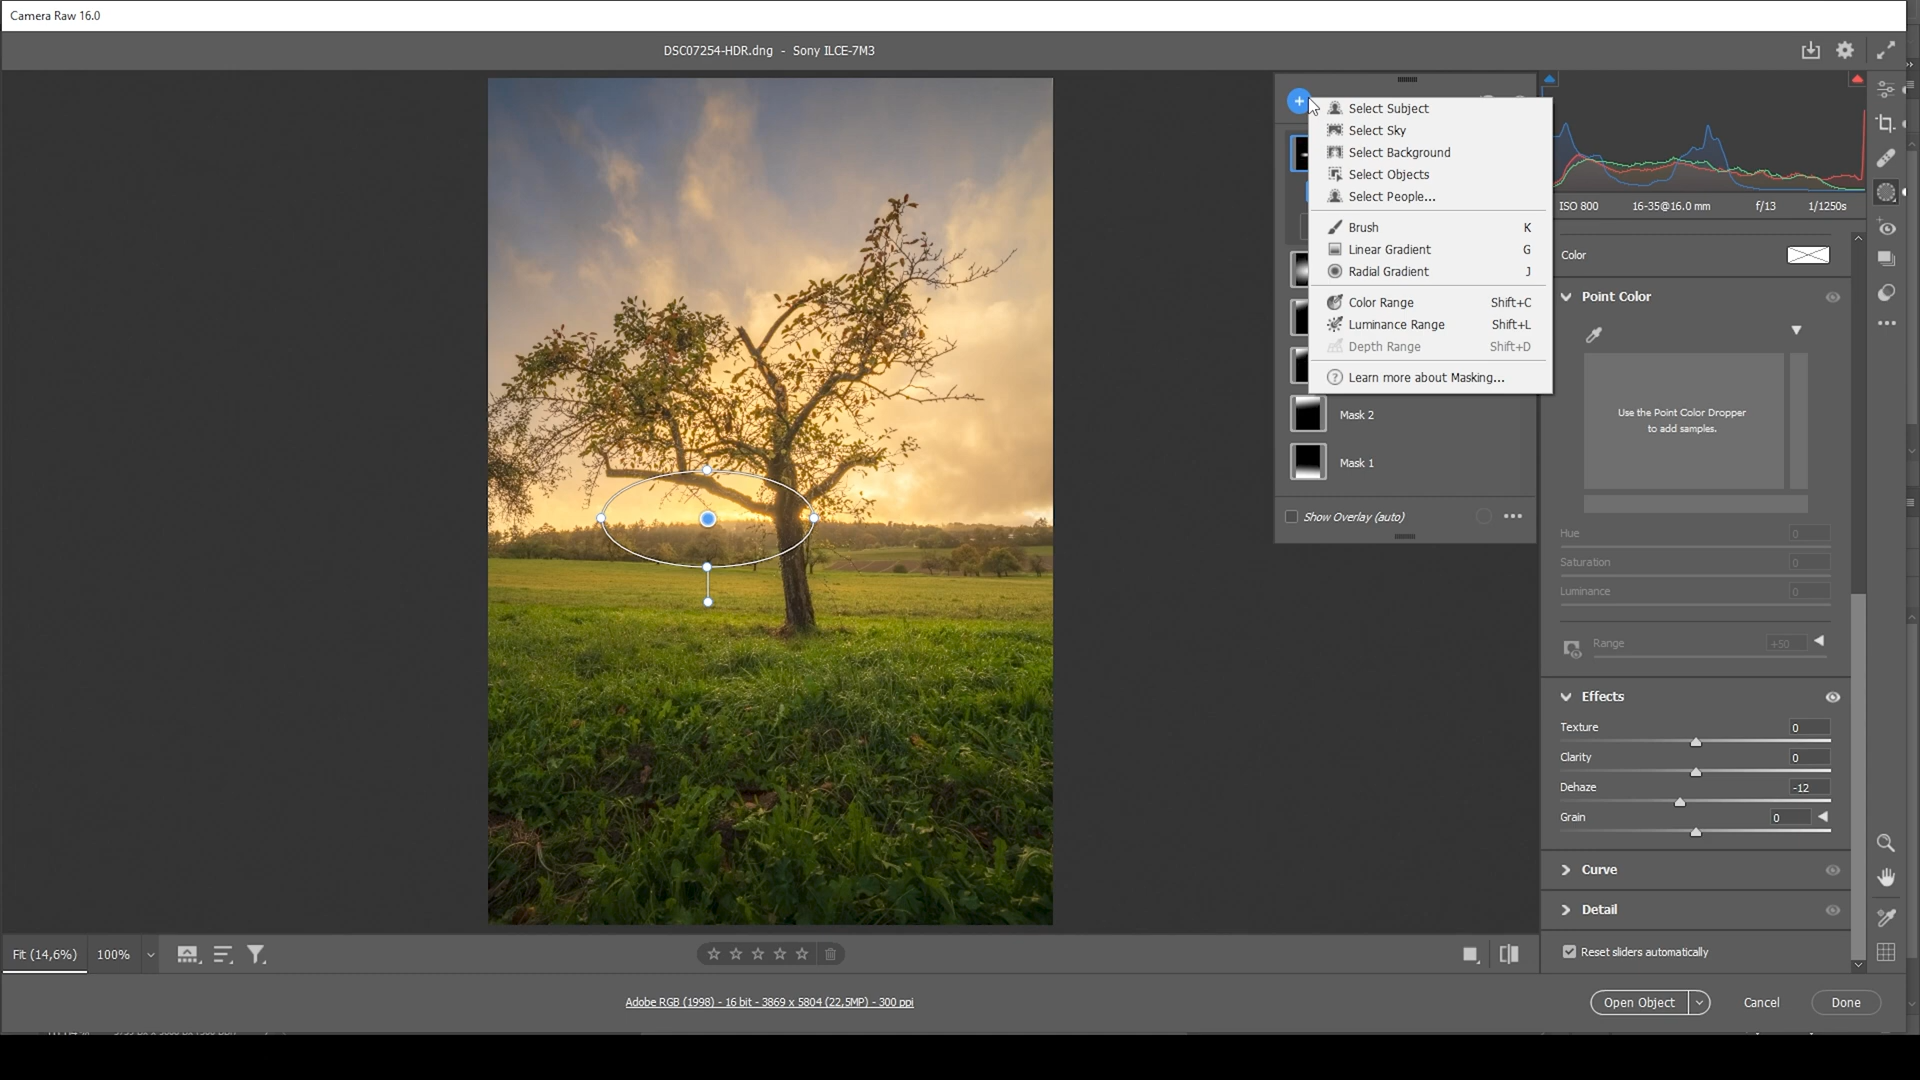 Camera Raw 16.0
DSC07254-HDR.dng - Sony ILCE-7M3
Select Subject
Select Sky
Select Background
Select Objects
Select People...
Brush K
Linear Gradient G
Radial Gradient J
Color Range Shift+C
Luminance Range Shift+L
Depth Range Shift+D
Learn more about Masking...
Mask 2
Mask 1
Show Overlay (auto)
ISO 800 16-35@16.0 mm f/13 1/1250s
Color
Point Color
Use the Point Color Dropper
to add samples.
Hue 0
Saturation 0
Luminance 0
Range +50
Effects
Texture 0
Clarity 0
Dehaze -12
Grain 0
Curve
Detail
Reset sliders automatically
Fit (14,6%) 100%
Adobe RGB (1998) - 16 bit - 3869 x 5804 (22,5MP) - 300 ppi
Open Object Cancel Done